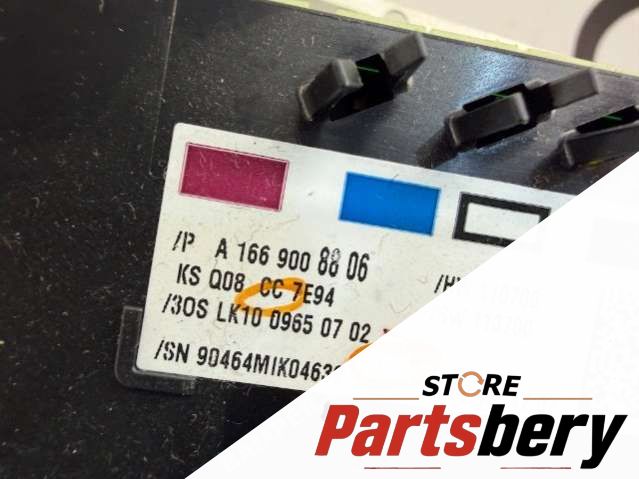 /P A 166 900 88 06
KS Q08 CC 7E94
/3OS LK10 0965 07 02
/SN 90464MIK0463
STORE
Partsbery